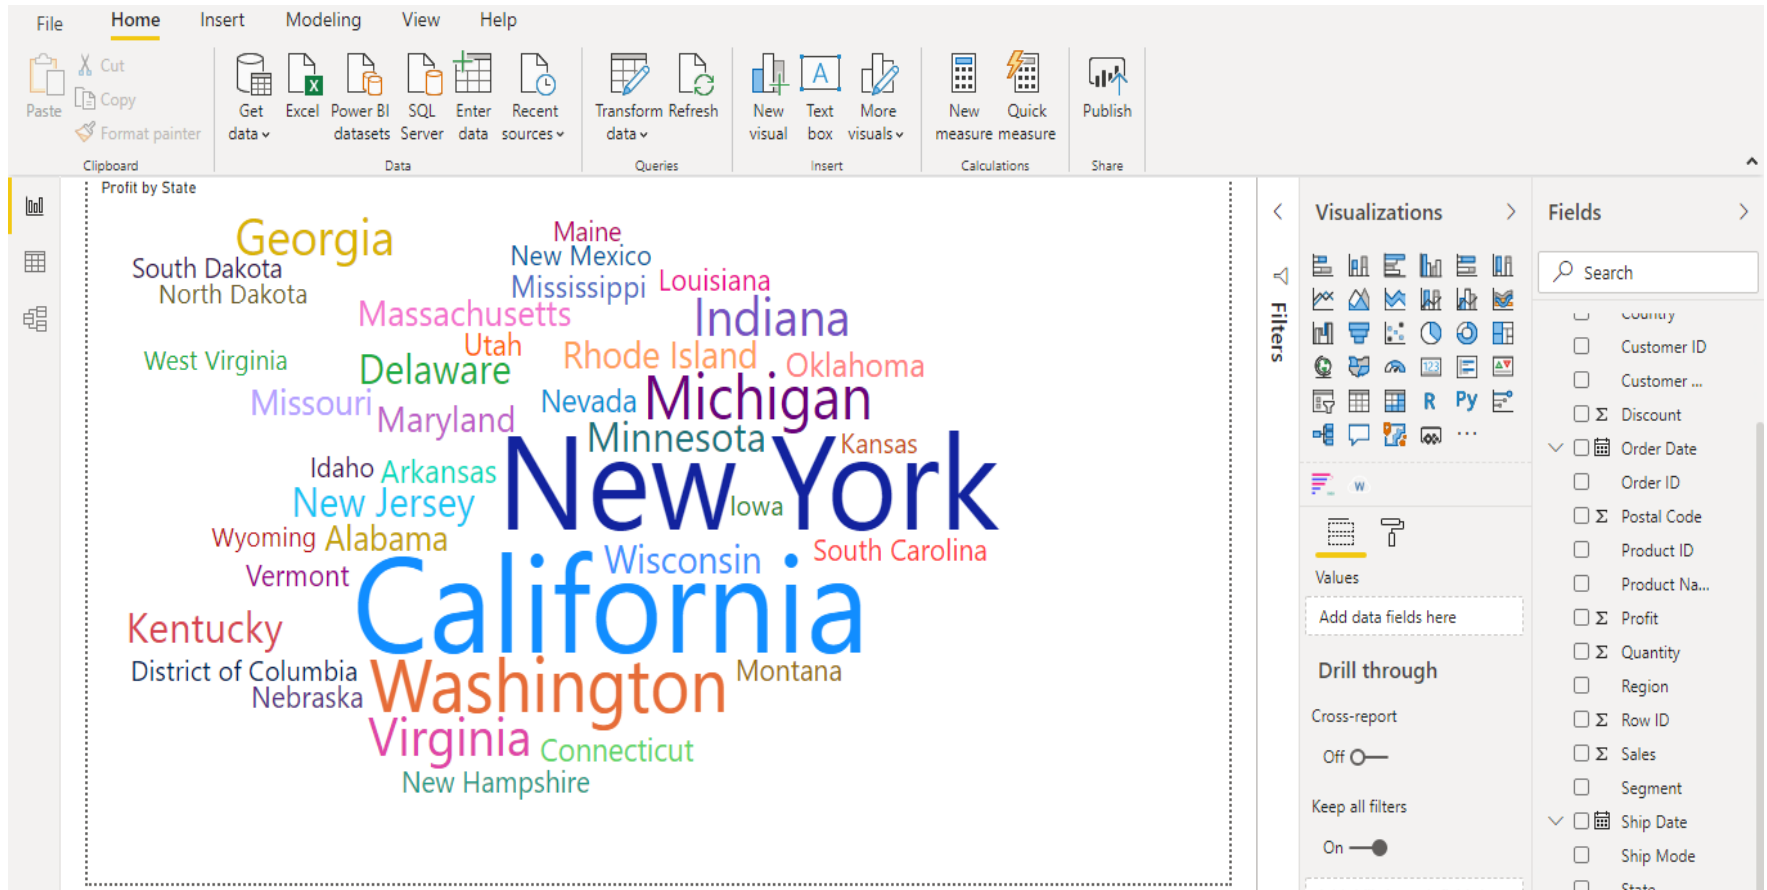 File Home Insert Modeling View Help
Paste
Cut
Copy
Format painter
Clipboard
Get data
Excel
Power BI datasets
SQL Server
Enter data
Recent sources
Data
Transform data
Refresh
Queries
New visual
Text box
More visuals
Insert
New measure
Quick measure
Calculations
Publish
Share
Profit by State
Georgia
Maine
New Mexico
South Dakota
North Dakota
Mississippi
Louisiana
Massachusetts
Indiana
Utah
Rhode Island
West Virginia
Delaware
Oklahoma
Missouri
Maryland
Nevada
Michigan
Minnesota
Kansas
Idaho
Arkansas
New York
New Jersey
Iowa
Wyoming
Alabama
Wisconsin
South Carolina
Vermont
California
Kentucky
District of Columbia
Washington
Montana
Nebraska
Virginia
Connecticut
New Hampshire
Filters
Visualizations
123
R
Py
W
Values
Add data fields here
Drill through
Cross-report
Off
Keep all filters
On
Fields
Search
Country
Customer ID
Customer ...
Σ Discount
Order Date
Order ID
Σ Postal Code
Product ID
Product Na...
Σ Profit
Σ Quantity
Region
Σ Row ID
Σ Sales
Segment
Ship Date
Ship Mode
State